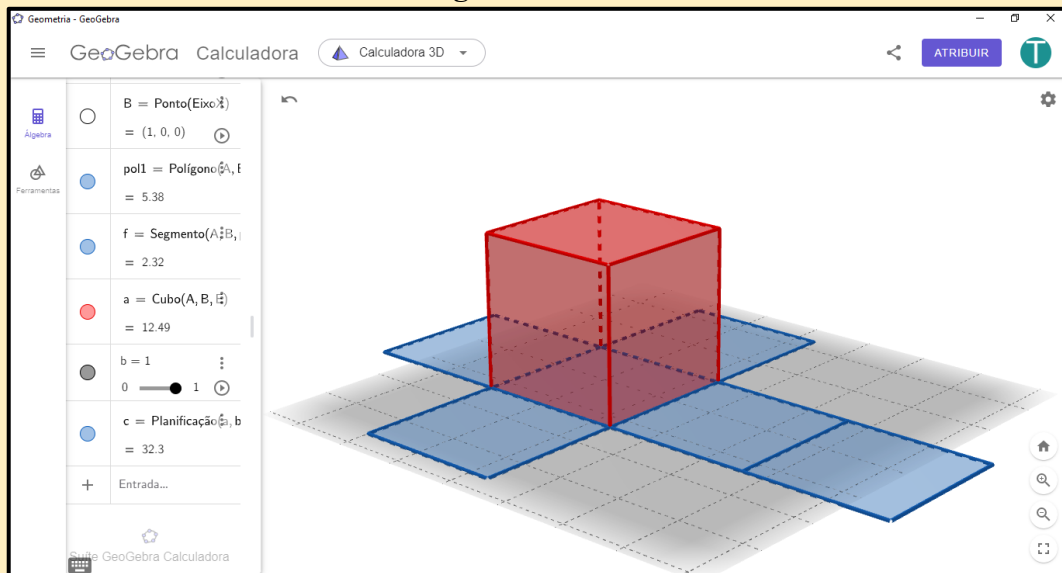 Geometria - GeoGebra
GeoGebra Calculadora Calculadora 3D ATRIBUIR T
Álgebra
Ferramentas
B = Ponto(EixoX)
= (1, 0, 0)
pol1 = Polígono(A, B
= 5.38
f = Segmento(A, B,
= 2.32
a = Cubo(A, B, E)
= 12.49
b = 1
0 1
c = Planificação(a, b
= 32.3
+ Entrada...
Suíte GeoGebra Calculadora